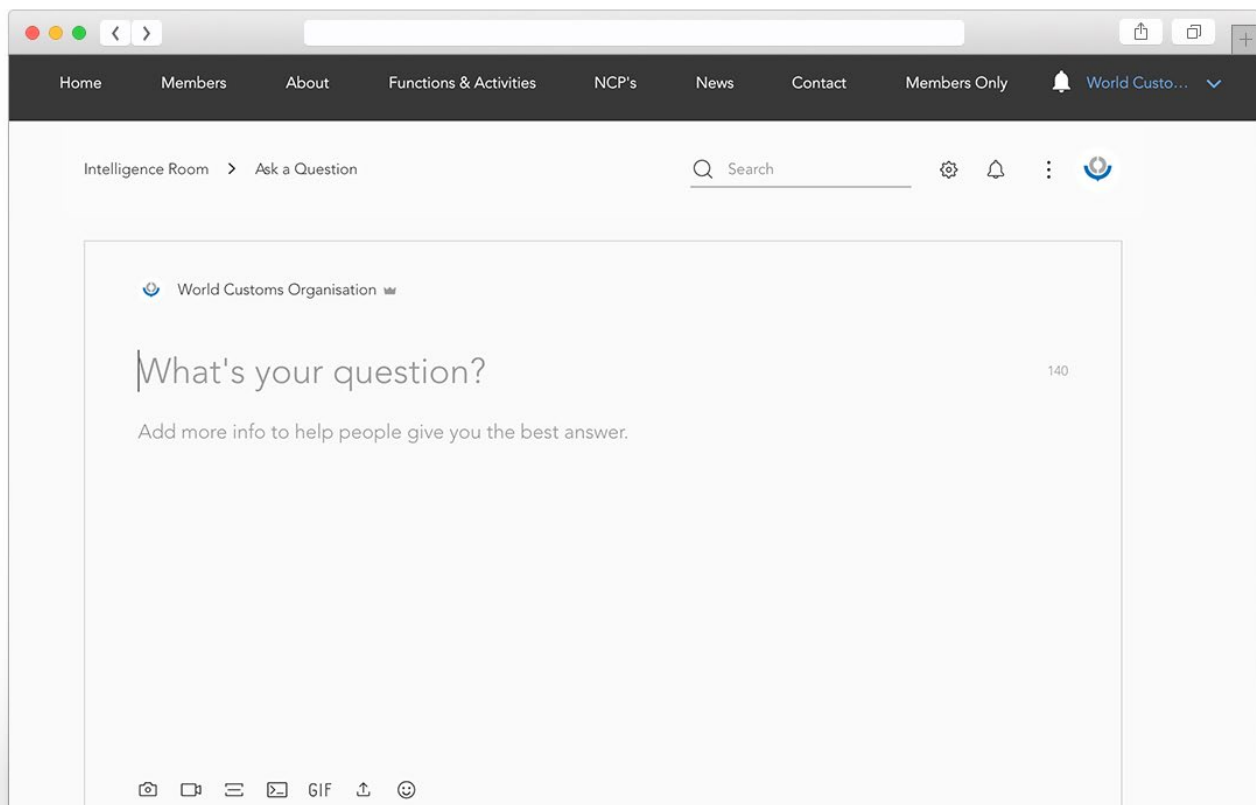 Home Members About Functions & Activities NCP's News Contact Members Only World Custo...
Intelligence Room > Ask a Question Search
World Customs Organisation
What's your question? 140
Add more info to help people give you the best answer.
GIF